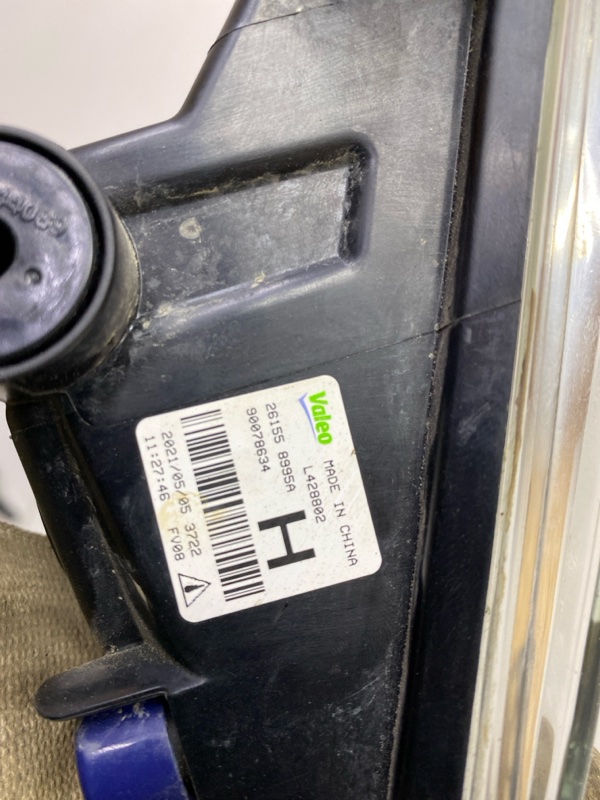 Valeo MADE IN CHINA
26155 8995A L428802
90078634 H
2021/05/05 3722
11:27:46 FV08